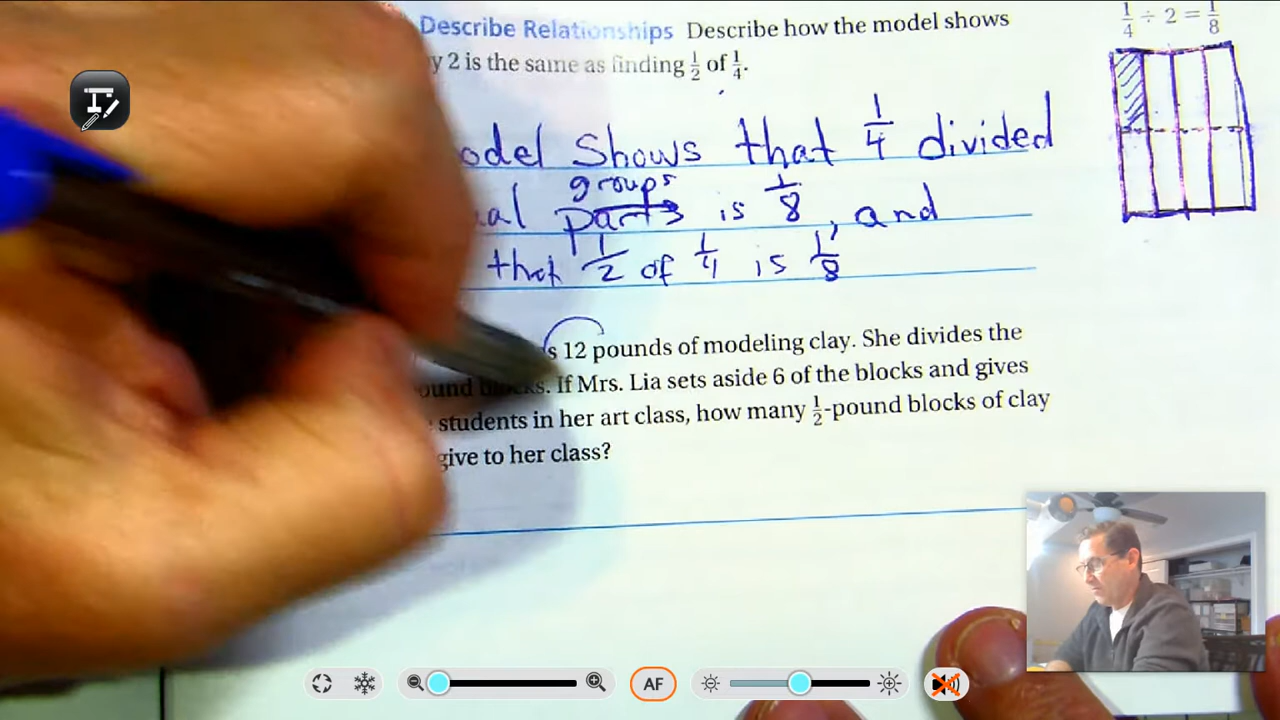 Describe Relationships Describe how the model shows
1/4 ÷ 2 = 1/8
y 2 is the same as finding 1/2 of 1/4.
odel Shows that 1/4 divided
groups
al parts is 1/8, and
that 1/2 of 1/4 is 1/8
s 12 pounds of modeling clay. She divides the
ound blocks. If Mrs. Lia sets aside 6 of the blocks and gives
students in her art class, how many 1/2-pound blocks of clay
give to her class?
AF